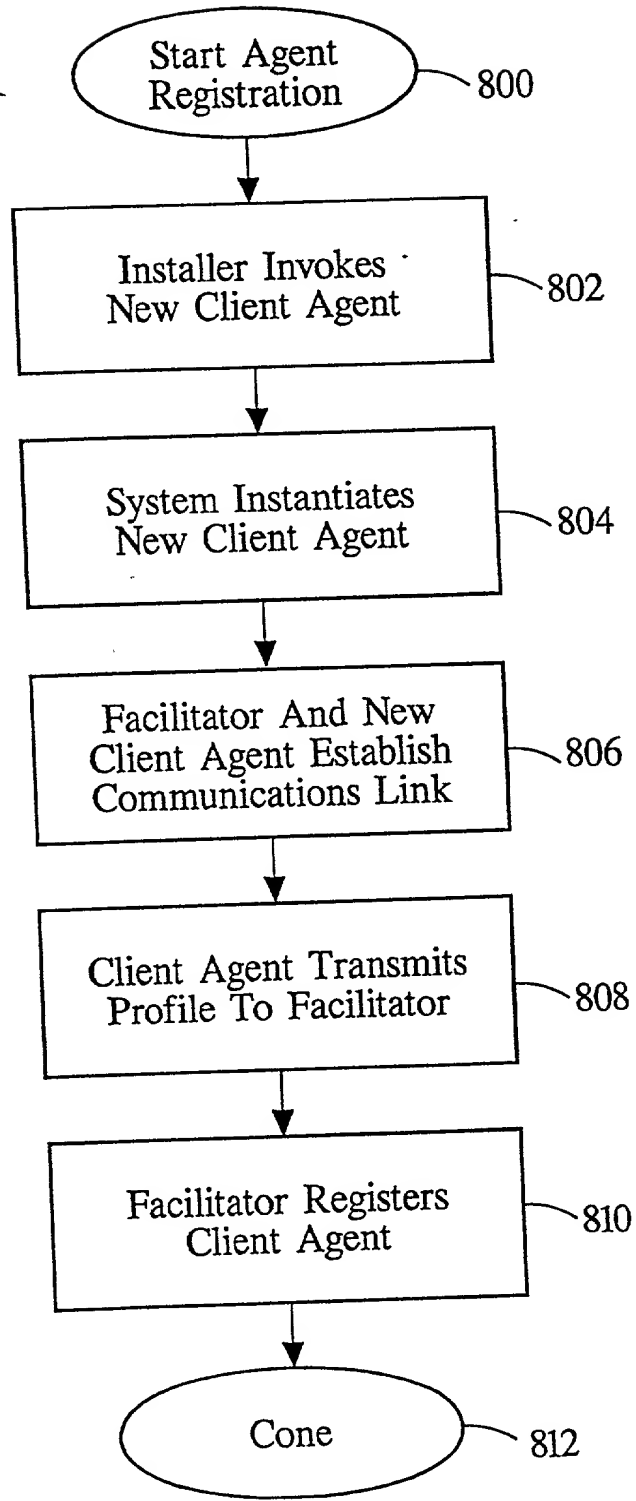 Start Agent
Registration
800
Installer Invokes
New Client Agent
802
System Instantiates
New Client Agent
804
Facilitator And New
Client Agent Establish
Communications Link
806
Client Agent Transmits
Profile To Facilitator
808
Facilitator Registers
Client Agent
810
Cone
812